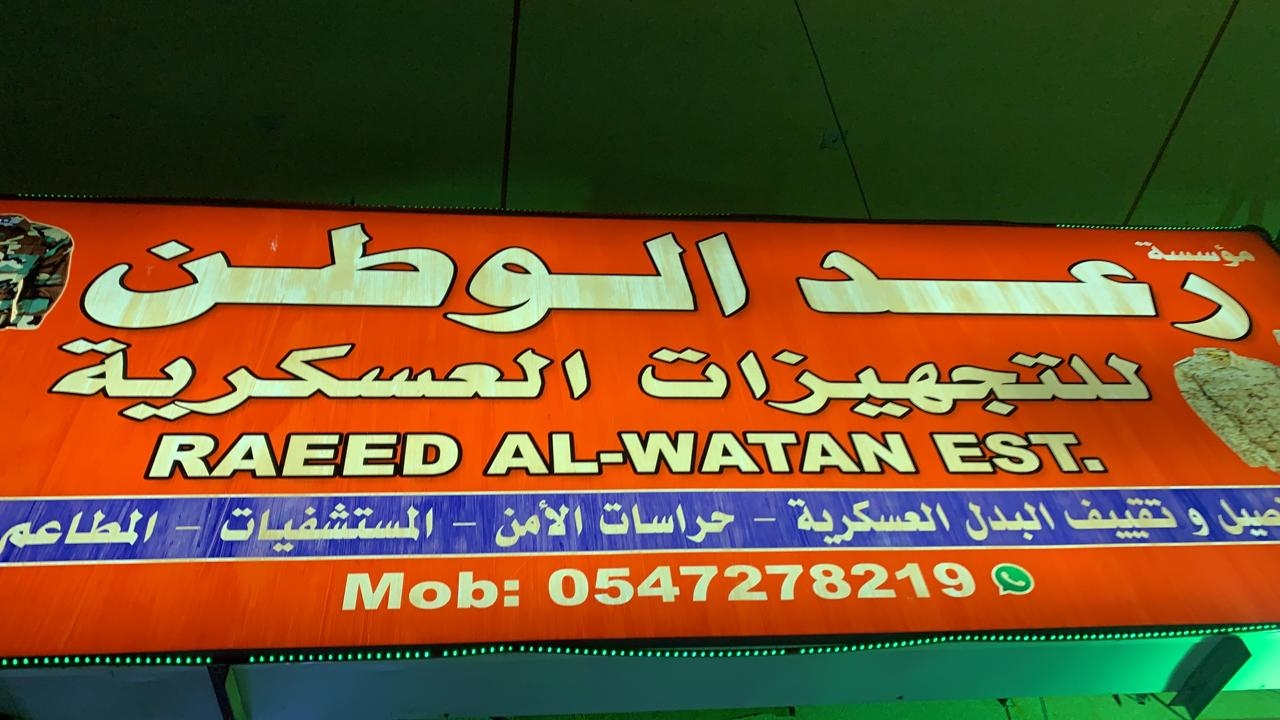 مؤسسة
رعد الوطن
للتجهيزات العسكرية
RAEED AL-WATAN EST.
و تقييف البدل العسكرية - حراسات الأمن - المستشفيات - المطاعم
Mob: 0547278219